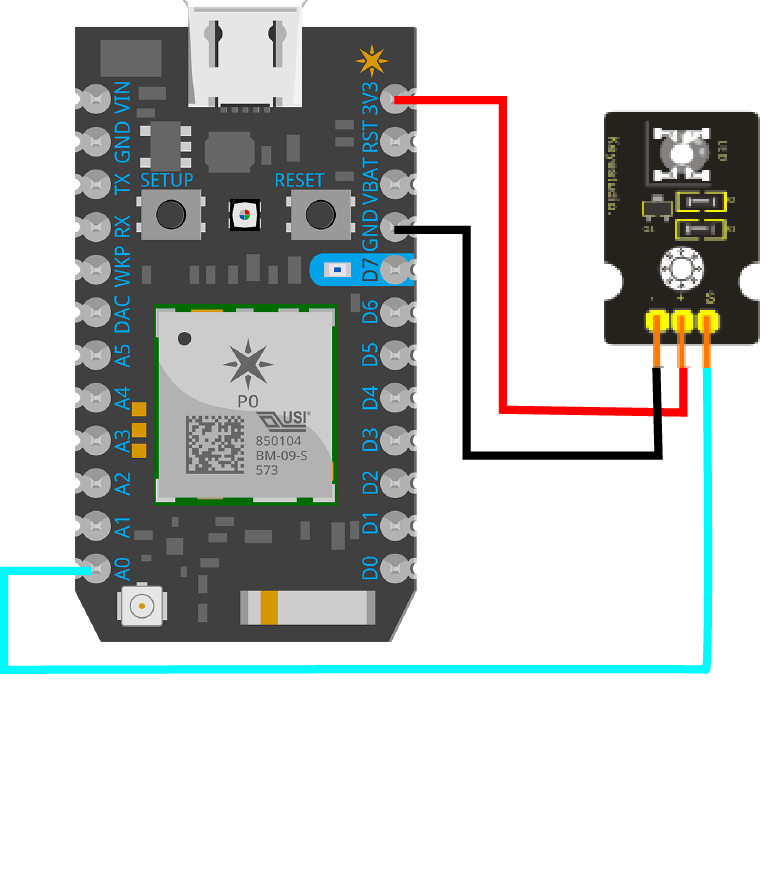 VIN
GND
TX
RX
WKP
DAC
A5
A4
A3
A2
A1
A0
SETUP
RESET
3V3
RST
VBAT
GND
D7
D6
D5
D4
D3
D2
D1
D0
P0
USI®
850104
BM-09-S
573
LED
-
+
S